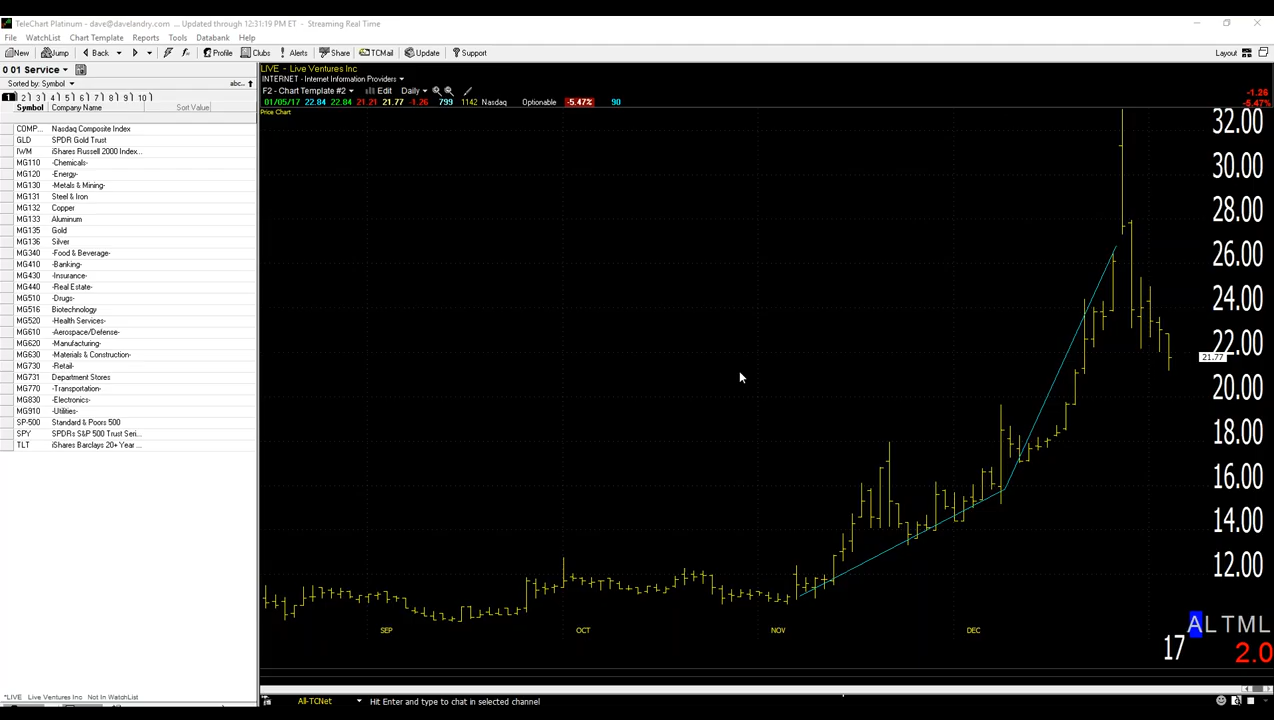 TeleChart Platinum - dave@davelandry.com ... Updated through 12:31:19 PM ET - Streaming Real Time
File WatchList Chart Template Reports Tools Databank Help
New Jump Back Profile Clubs Alerts Share TCMail Update Support Layout
0 01 Service
Sorted by: Symbol abc..
1 2 3 4 5 6 7 8 9 10
Symbol Company Name Sort Value
COMP... Nasdaq Composite Index
GLD SPDR Gold Trust
IWM iShares Russell 2000 Index...
MG110 -Chemicals-
MG120 -Energy-
MG130 -Metals & Mining-
MG131 Steel & Iron
MG132 Copper
MG133 Aluminum
MG135 Gold
MG136 Silver
MG340 -Food & Beverage-
MG410 -Banking-
MG430 -Insurance-
MG440 -Real Estate-
MG510 -Drugs-
MG516 Biotechnology
MG520 -Health Services-
MG610 -Aerospace/Defense-
MG620 -Manufacturing-
MG630 -Materials & Construction-
MG730 -Retail-
MG731 Department Stores
MG770 -Transportation-
MG830 -Electronics-
MG910 -Utilities-
SP-500 Standard & Poors 500
SPY SPDRs S&P 500 Trust Seri...
TLT iShares Barclays 20+ Year ...
*LIVE Live Ventures Inc Not In WatchList
LIVE - Live Ventures Inc
INTERNET - Internet Information Providers
F2 - Chart Template #2 Edit Daily
01/05/17 22.84 22.84 21.21 21.77 -1.26 799 1142 Nasdaq Optionable -5.47% 90
-1.26
-5.47%
Price Chart
32.00
30.00
28.00
26.00
24.00
22.00
21.77
20.00
18.00
16.00
14.00
12.00
SEP OCT NOV DEC
ALTML
17 2.0
All-TCNet Hit Enter and type to chat in selected channel